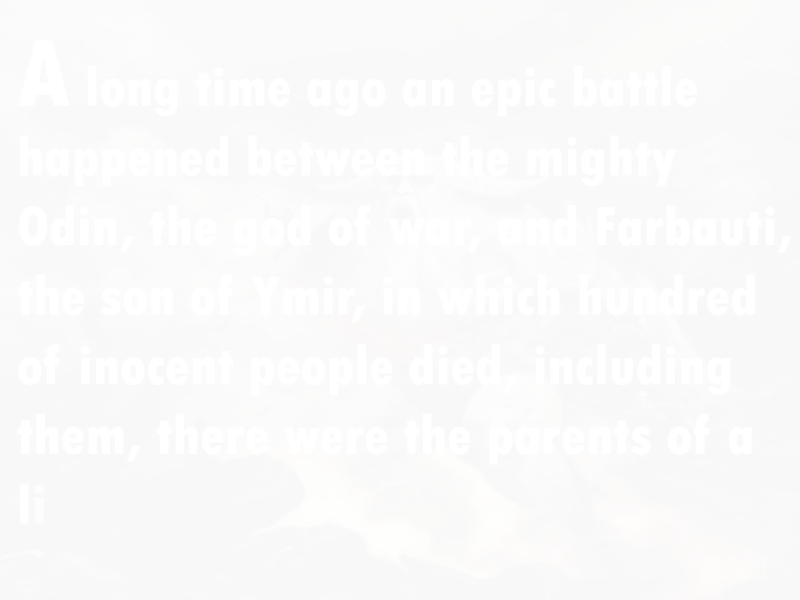 A long time ago an epic battle
happened between the mighty
Odin, the god of war, and Farbauti,
the son of Ymir, in which hundred
of inocent people died, including
them, there were the parents of a
li